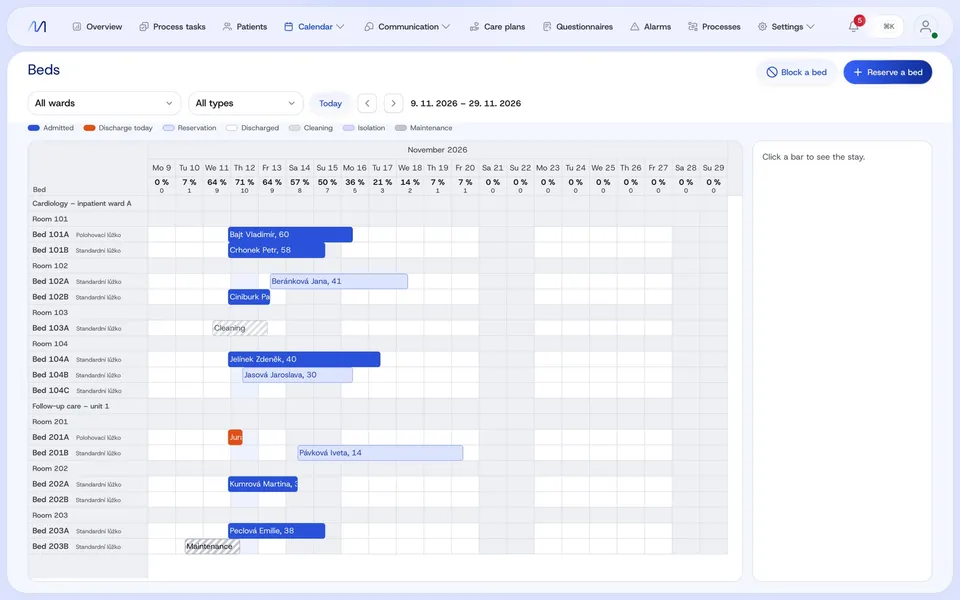 Overview Process tasks Patients Calendar Communication Care plans Questionnaires Alarms Processes Settings 5 ⌘K
Beds
Block a bed + Reserve a bed
All wards All types Today 9. 11. 2026 – 29. 11. 2026
Admitted Discharge today Reservation Discharged Cleaning Isolation Maintenance
Click a bar to see the stay.
November 2026
Mo 9 Tu 10 We 11 Th 12 Fr 13 Sa 14 Su 15 Mo 16 Tu 17 We 18 Th 19 Fr 20 Sa 21 Su 22 Mo 23 Tu 24 We 25 Th 26 Fr 27 Sa 28 Su 29
0 % 7 % 64 % 71 % 64 % 57 % 50 % 36 % 21 % 14 % 7 % 7 % 0 % 0 % 0 % 0 % 0 % 0 % 0 % 0 % 0 %
Bed 0 1 9 10 9 8 7 5 3 2 1 1 0 0 0 0 0 0 0 0 0
Cardiology – inpatient ward A
Room 101
Bed 101A Polohovací lůžko Bajt Vladimír, 60
Bed 101B Standardní lůžko Crhonek Petr, 58
Room 102
Bed 102A Standardní lůžko Beránková Jana, 41
Bed 102B Standardní lůžko Ciniburk Pa
Room 103
Bed 103A Standardní lůžko Cleaning
Room 104
Bed 104A Standardní lůžko Jelínek Zdeněk, 40
Bed 104B Standardní lůžko Jasová Jaroslava, 30
Bed 104C Standardní lůžko
Follow-up care – unit 1
Room 201
Bed 201A Polohovací lůžko Jun
Bed 201B Standardní lůžko Pávková Iveta, 14
Room 202
Bed 202A Standardní lůžko Kumrová Martina, 3
Bed 202B Standardní lůžko
Room 203
Bed 203A Standardní lůžko Peclová Emílie, 38
Bed 203B Standardní lůžko Maintenance